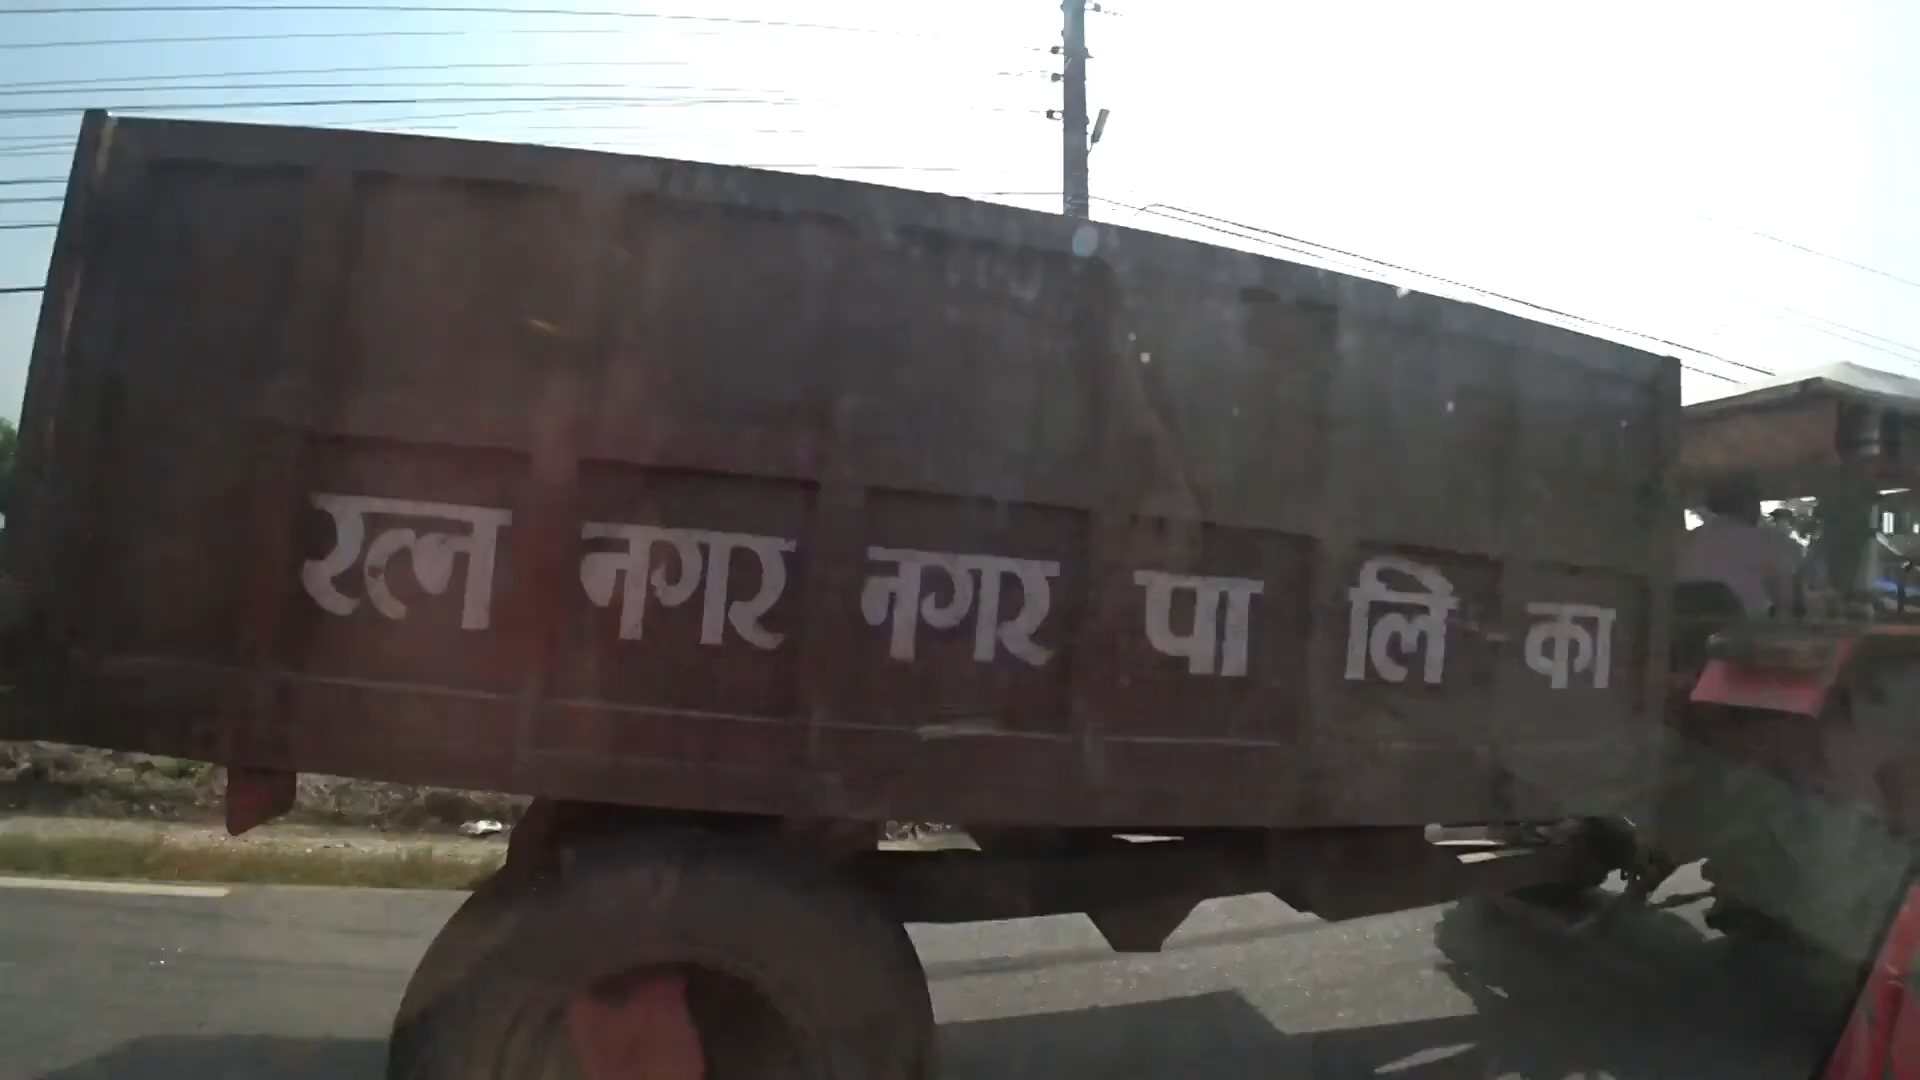 रत्न नगर नगर पा लि का